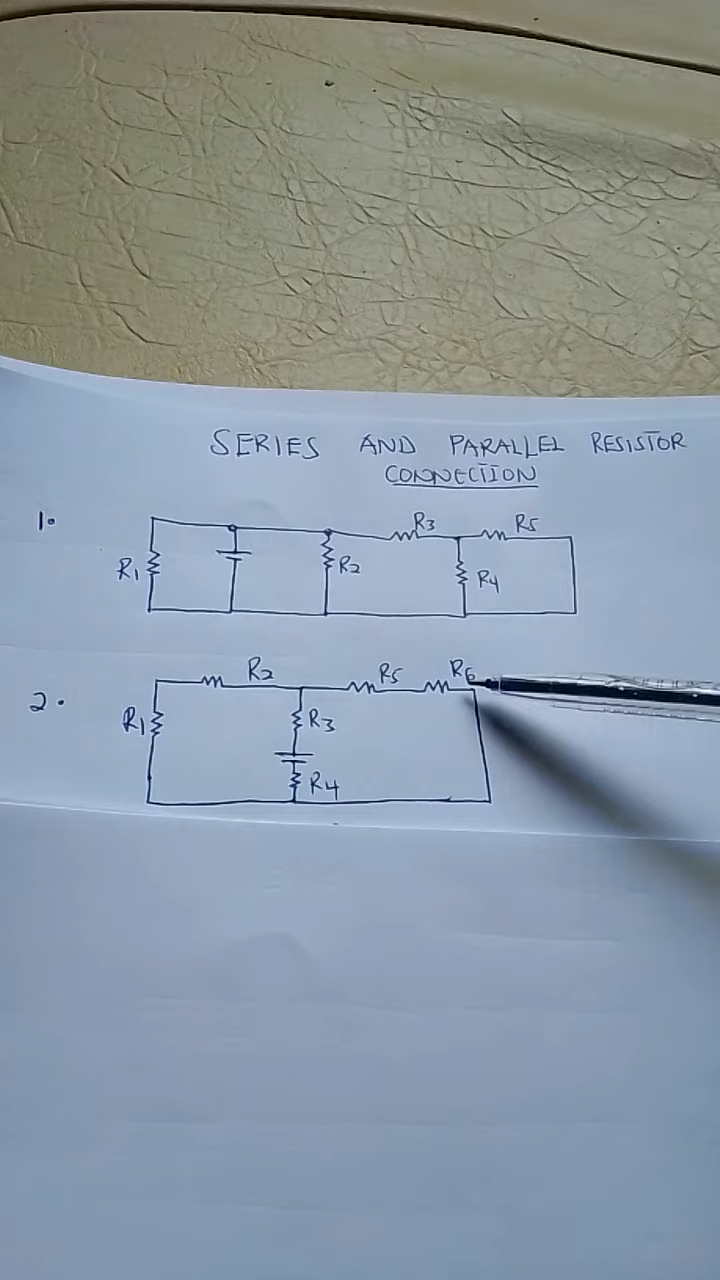 SERIES AND PARALLEL RESISTOR
CONNECTION
1.
R1
R2
R3
R4
R5
2.
R1
R2
R3
R4
R5
R6